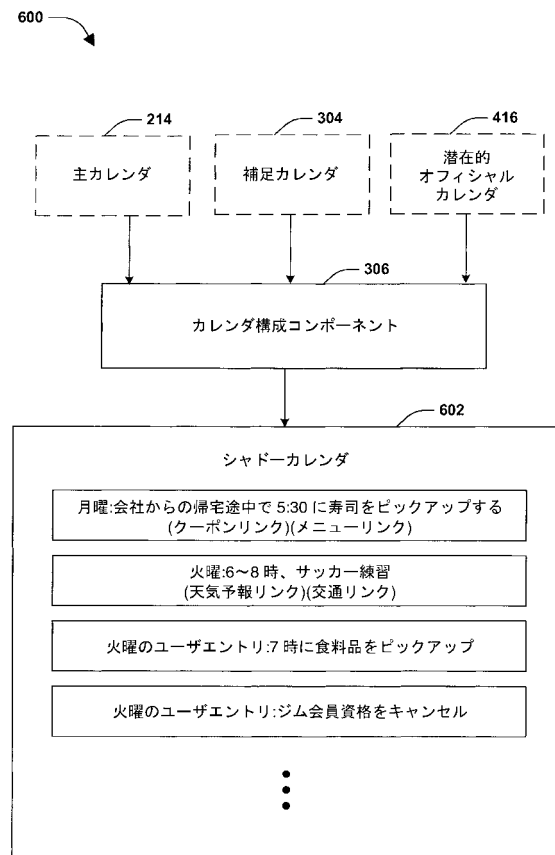 600
214
304
416
主カレンダ
補足カレンダ
潜在的
オフィシャル
カレンダ
306
カレンダ構成コンポーネント
602
シャドーカレンダ
月曜:会社からの帰宅途中で 5:30 に寿司をピックアップする
(クーポンリンク)(メニューリンク)
火曜:6～8 時、サッカー練習
(天気予報リンク)(交通リンク)
火曜のユーザエントリ:7 時に食料品をピックアップ
火曜のユーザエントリ:ジム会員資格をキャンセル